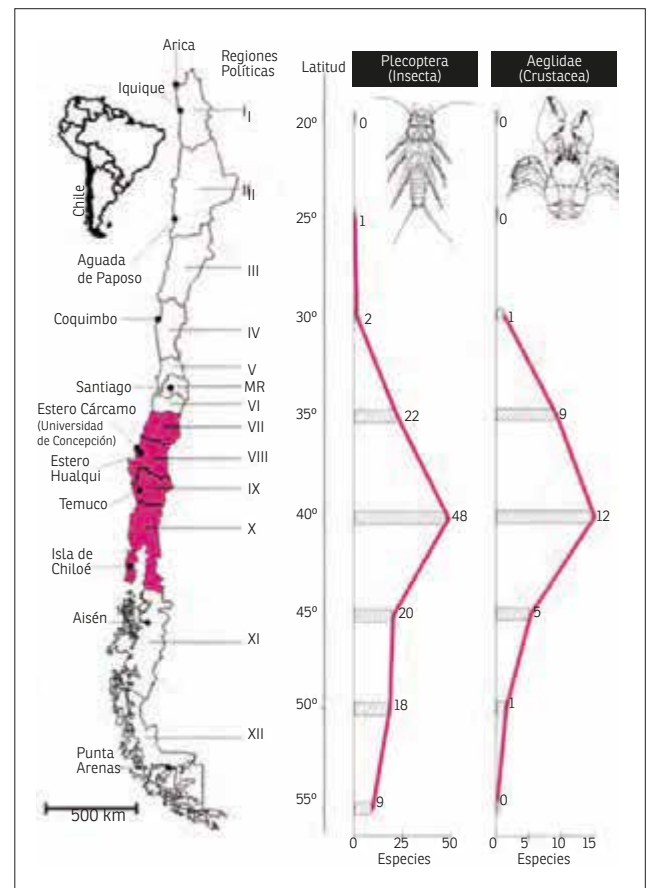 Arica
Iquique
Regiones
Políticas
I
II
Chile
Aguada
de Paposo
III
Coquimbo
IV
V
Santiago
MR
VI
Estero Cárcamo
(Universidad
de Concepción)
VII
Estero
Hualqui
VIII
Temuco
IX
X
Isla de
Chiloé
Aisén
XI
XII
Punta
Arenas
500 km
Latitud
20º
25º
30º
35º
40º
45º
50º
55º
Plecoptera
(Insecta)
0
1
2
22
48
20
18
9
0 25 50
Especies
Aeglidae
(Crustacea)
0
0
1
9
12
5
1
0
0 5 10 15
Especies